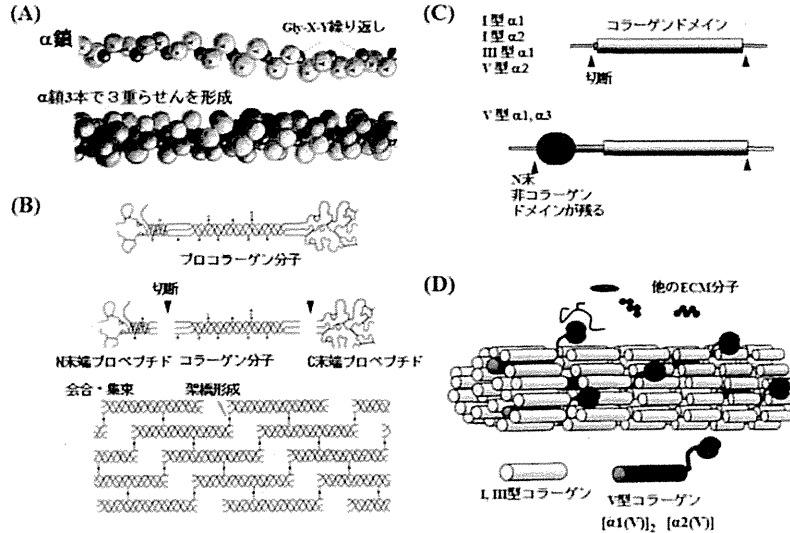 (A)
Gly-X-Y繰り返し
α鎖
α鎖3本で3重らせんを形成
(B)
プロコラーゲン分子
切断
N末端プロペプチド
コラーゲン分子
C末端プロペプチド
会合・集束
架橋形成
(C)
I型 α1
I型 α2
III型 α1
V型 α2
コラーゲンドメイン
切断
V型 α1, α3
N末
非コラーゲン
ドメインが残る
(D)
他のECM分子
I, III型コラーゲン
V型コラーゲン
[α1(V)]2 [α2(V)]